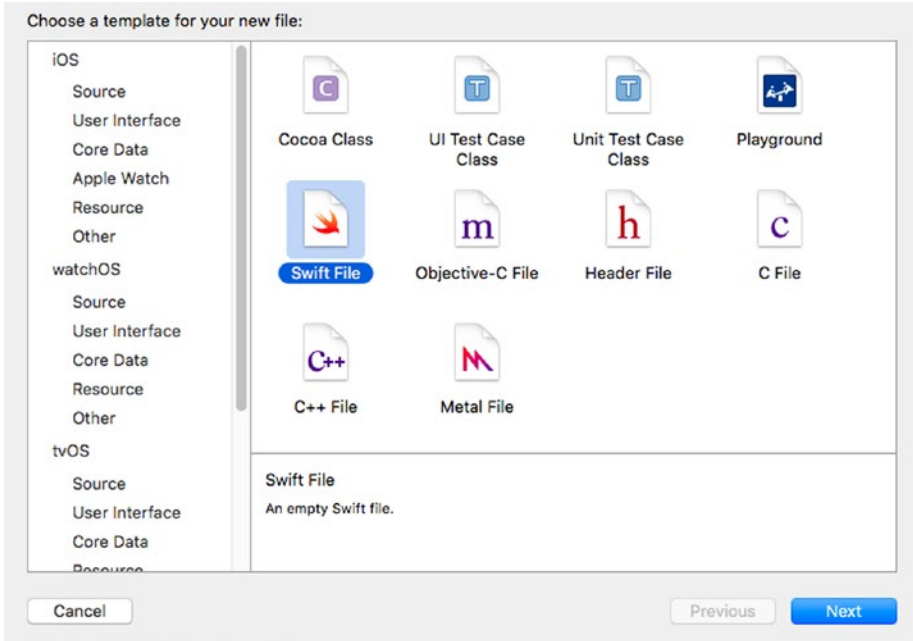 Choose a template for your new file:
iOS
Source
User Interface
Core Data
Apple Watch
Resource
Other
watchOS
Source
User Interface
Core Data
Resource
Other
tvOS
Source
User Interface
Core Data
Resource
C
Cocoa Class
T
UI Test Case
Class
T
Unit Test Case
Class
Playground
Swift File
m
Objective-C File
h
Header File
c
C File
C++
C++ File
Metal File
Swift File
An empty Swift file.
Cancel
Previous
Next